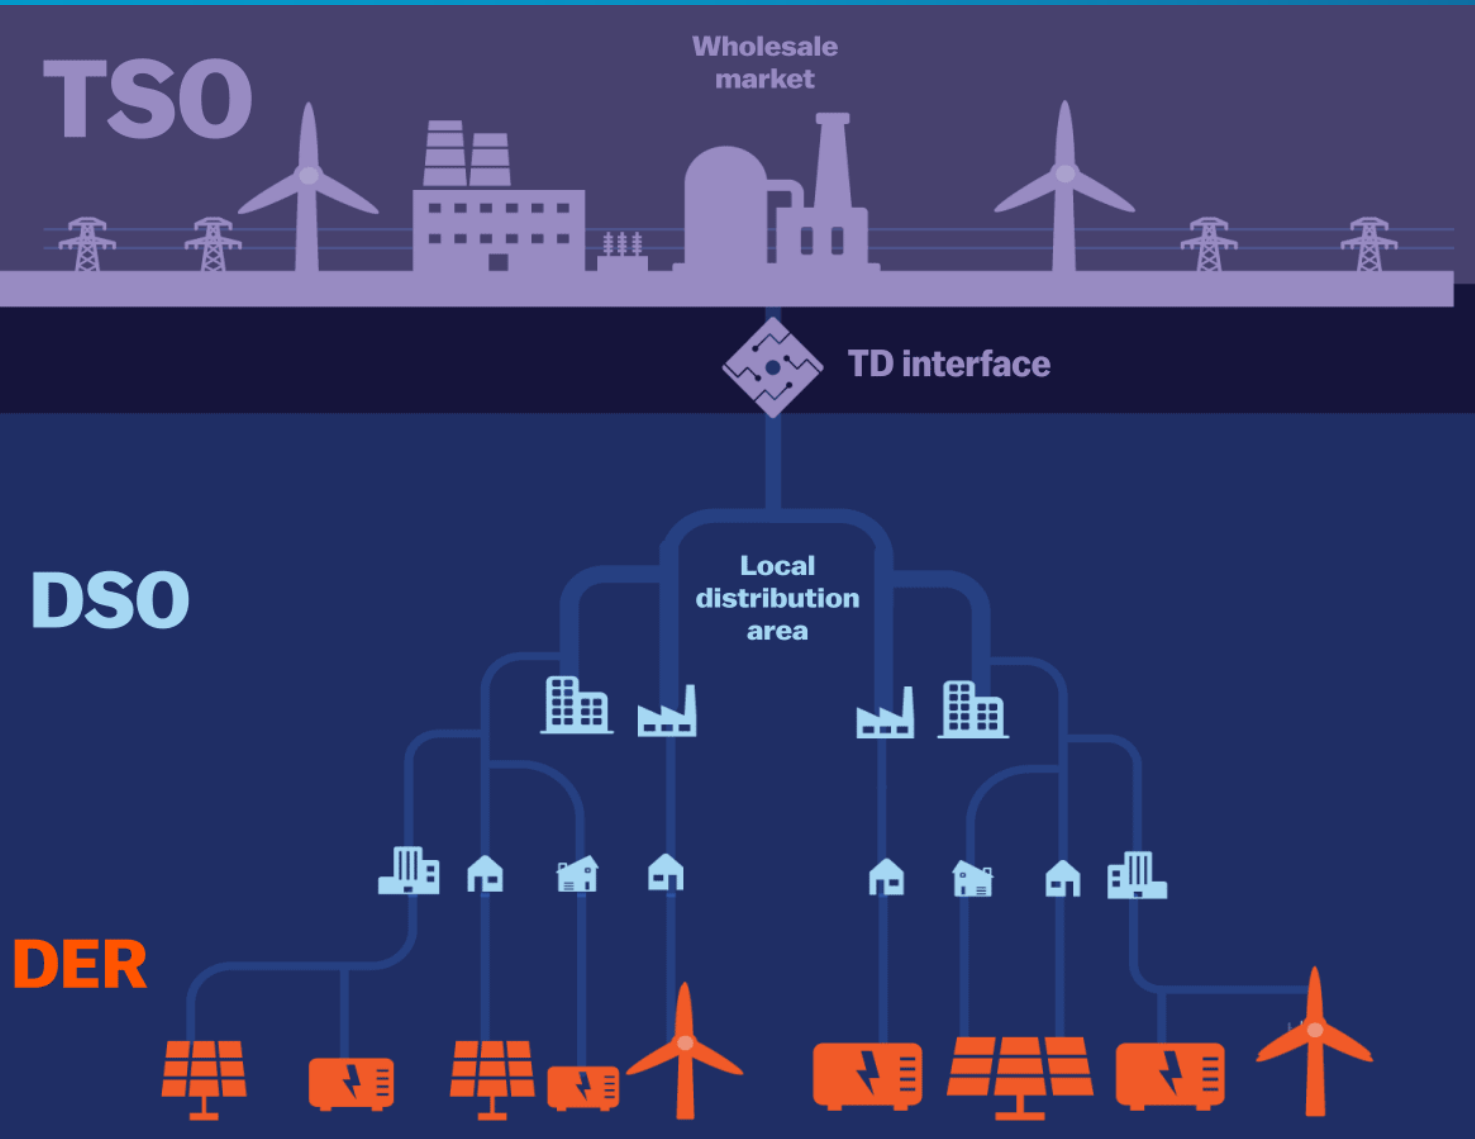 TSO
Wholesale
market
TD interface
DSO
Local
distribution
area
DER